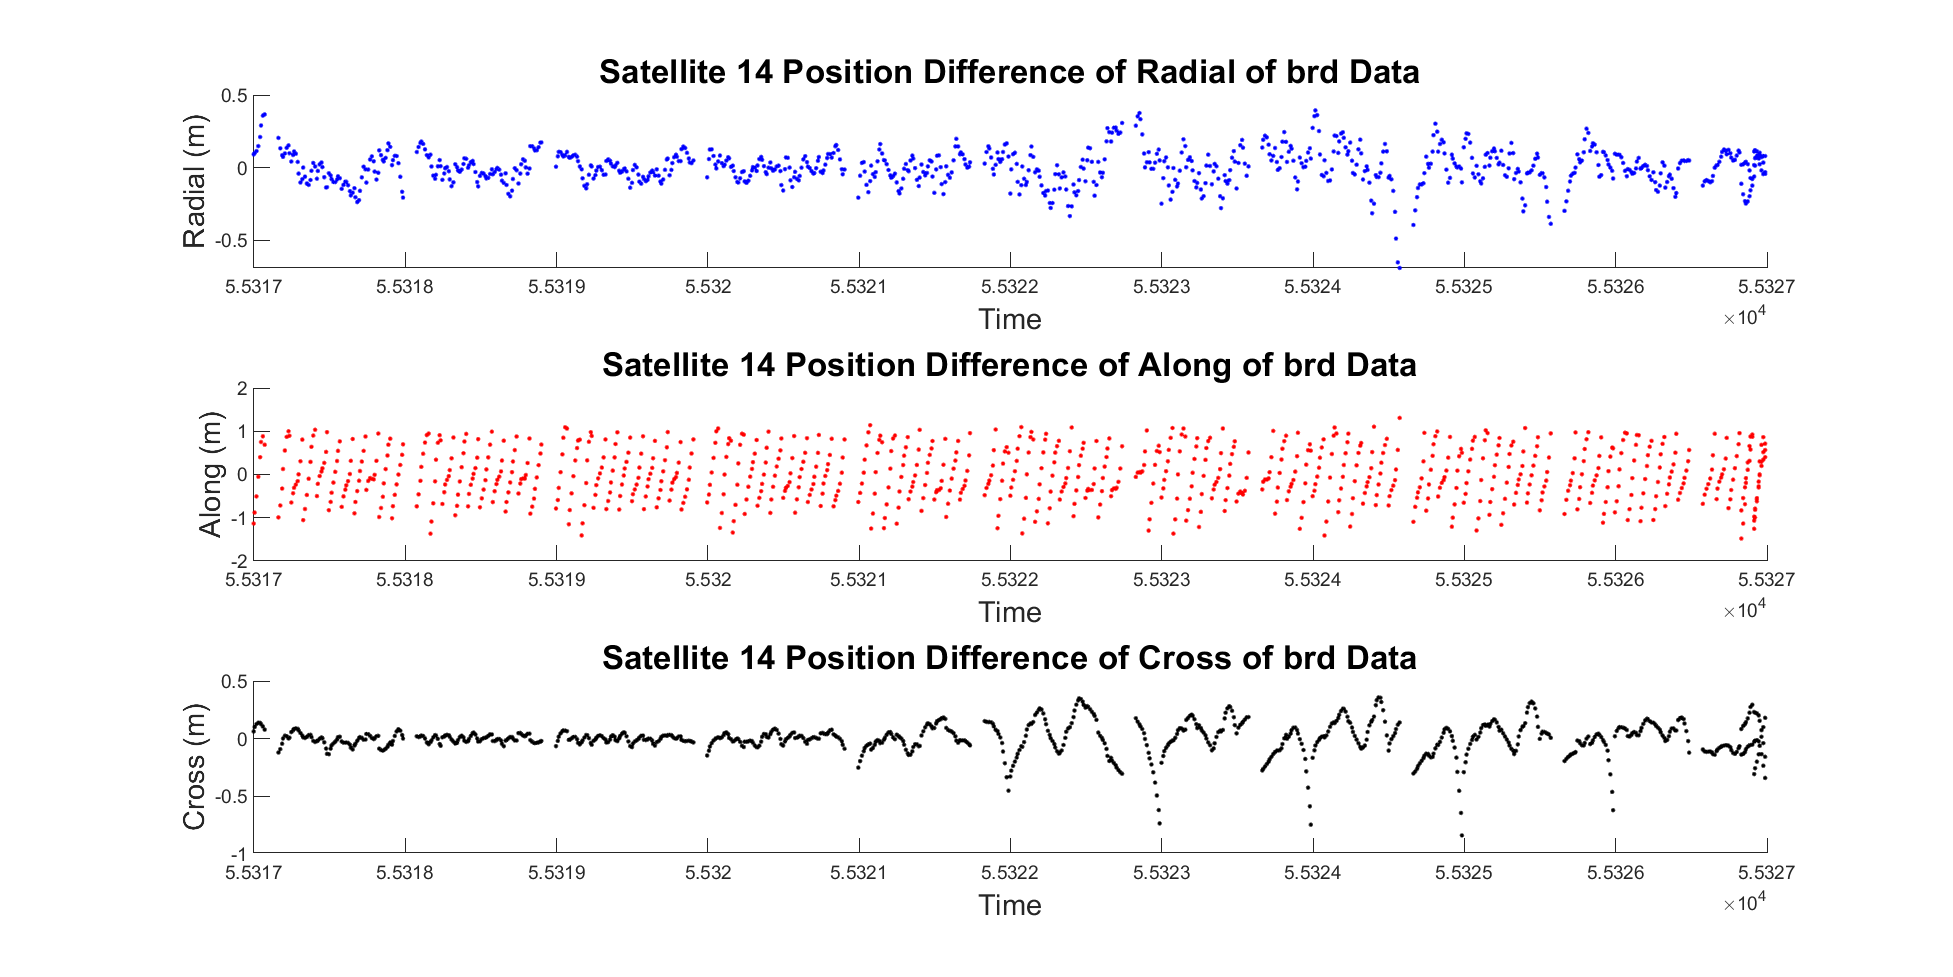 Satellite 14 Position Difference of Radial of brd Data
0.5
0
-0.5
Radial (m)
5.5317 5.5318 5.5319 5.532 5.5321 5.5322 5.5323 5.5324 5.5325 5.5326 5.5327
Time
×10^4
Satellite 14 Position Difference of Along of brd Data
2
1
0
-1
-2
Along (m)
5.5317 5.5318 5.5319 5.532 5.5321 5.5322 5.5323 5.5324 5.5325 5.5326 5.5327
Time
×10^4
Satellite 14 Position Difference of Cross of brd Data
0.5
0
-0.5
-1
Cross (m)
5.5317 5.5318 5.5319 5.532 5.5321 5.5322 5.5323 5.5324 5.5325 5.5326 5.5327
Time
×10^4